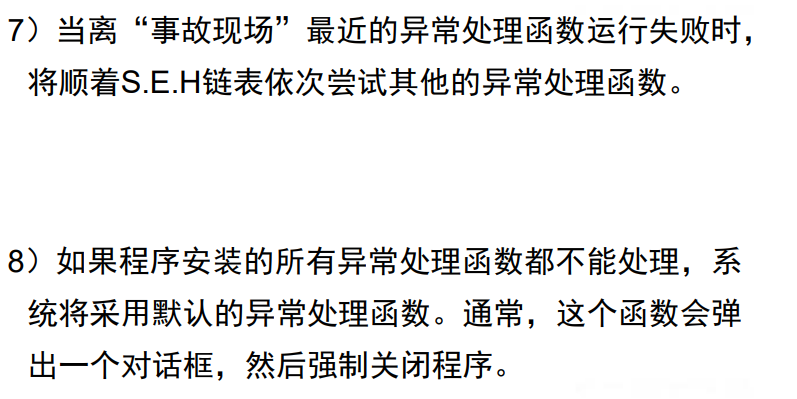 7）当离“事故现场”最近的异常处理函数运行失败时，
将顺着S.E.H链表依次尝试其他的异常处理函数。
8）如果程序安装的所有异常处理函数都不能处理，系
统将采用默认的异常处理函数。通常，这个函数会弹
出一个对话框，然后强制关闭程序。